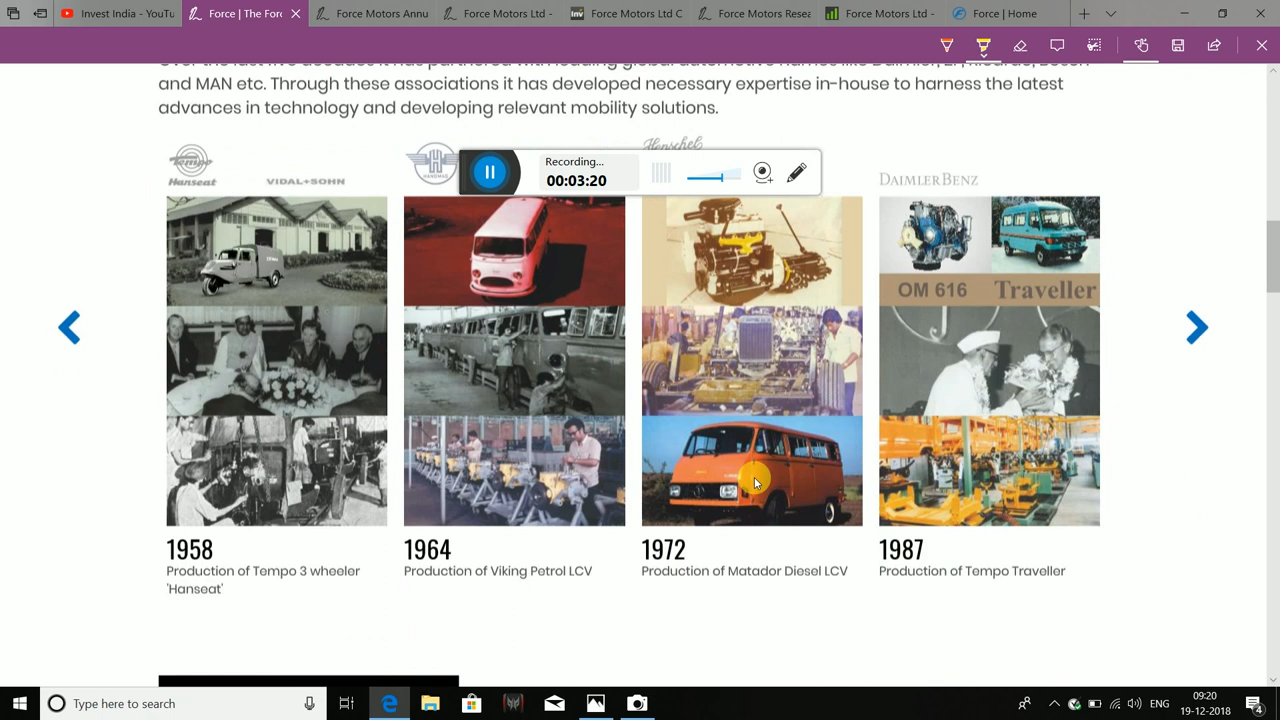 Invest India - YouTu
Force | The Forc
Force Motors Annu
Force Motors Ltd -
Force Motors Ltd C
Force Motors Resea
Force Motors Ltd -
Force | Home
and MAN etc. Through these associations it has developed necessary expertise in-house to harness the latest
advances in technology and developing relevant mobility solutions.
Tempo
Hanseat
VIDAL+SOHN
HANOMAG
Henschel
DAIMLERBENZ
Recording...
00:03:20
OM 616 Traveller
1958
Production of Tempo 3 wheeler
'Hanseat'
1964
Production of Viking Petrol LCV
1972
Production of Matador Diesel LCV
1987
Production of Tempo Traveller
Type here to search
ENG
09:20
19-12-2018
4